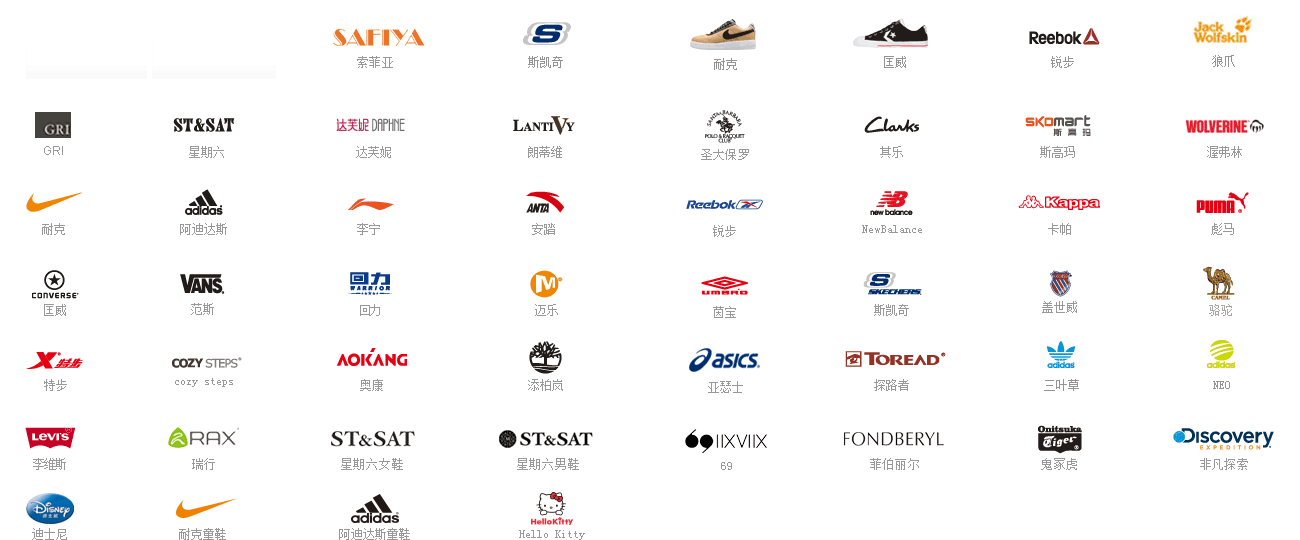 SAFIYA
S
索菲亚
斯凯奇
耐克
匡威
Reebok
锐步
Jack Wolfskin
狼爪
GRI
GRI
ST&SAT
星期六
达芙妮 DAPHNE
达芙妮
LANTIVY
朗蒂维
SANTA BARBARA
POLO & RACQUET
CLUB
圣大保罗
Clarks
其乐
SKOmart
斯高玛
斯高玛
WOLVERINE
渥弗林
耐克
adidas
阿迪达斯
李宁
ANTA
安踏
Reebok
锐步
NB
new balance
NewBalance
Kappa
卡帕
PUMA
彪马
CONVERSE
匡威
VANS
范斯
回力
WARRIOR
回力
M
迈乐
UMBRO
茵宝
S
SKECHERS
斯凯奇
盖世威
CAMEL
骆驼
X特步
特步
COZY STEPS
cozy steps
AOKANG
奥康
添柏岚
asics
亚瑟士
TOREAD
探路者
adidas
三叶草
adidas
NEO
LEVI'S
李维斯
RAX
瑞行
ST&SAT
星期六女鞋
ST&SAT
星期六男鞋
69 IIXVIIX
69
FONDBERYL
菲伯丽尔
Onitsuka
Tiger
鬼冢虎
Discovery
EXPEDITION
非凡探索
Disney
迪士尼
耐克童鞋
adidas
阿迪达斯童鞋
Hello Kitty
Hello Kitty